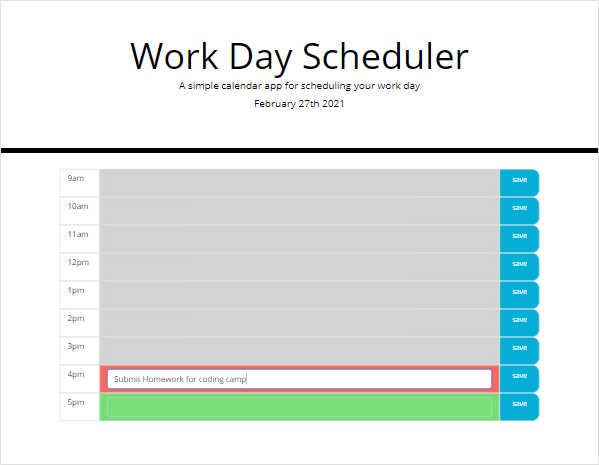 Work Day Scheduler
A simple calendar app for scheduling your work day
February 27th 2021
9am save
10am save
11am save
12pm save
1pm save
2pm save
3pm save
4pm Submit Homework for coding camp save
5pm save